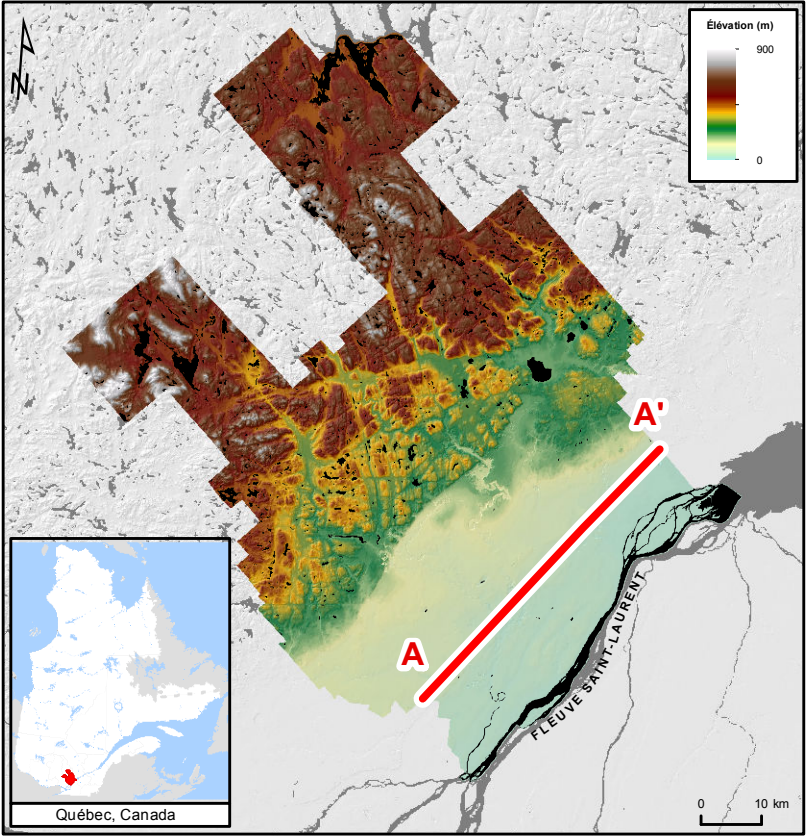 N
Élévation (m)
900
0
A'
A
FLEUVE SAINT-LAURENT
Québec, Canada
0 10 km